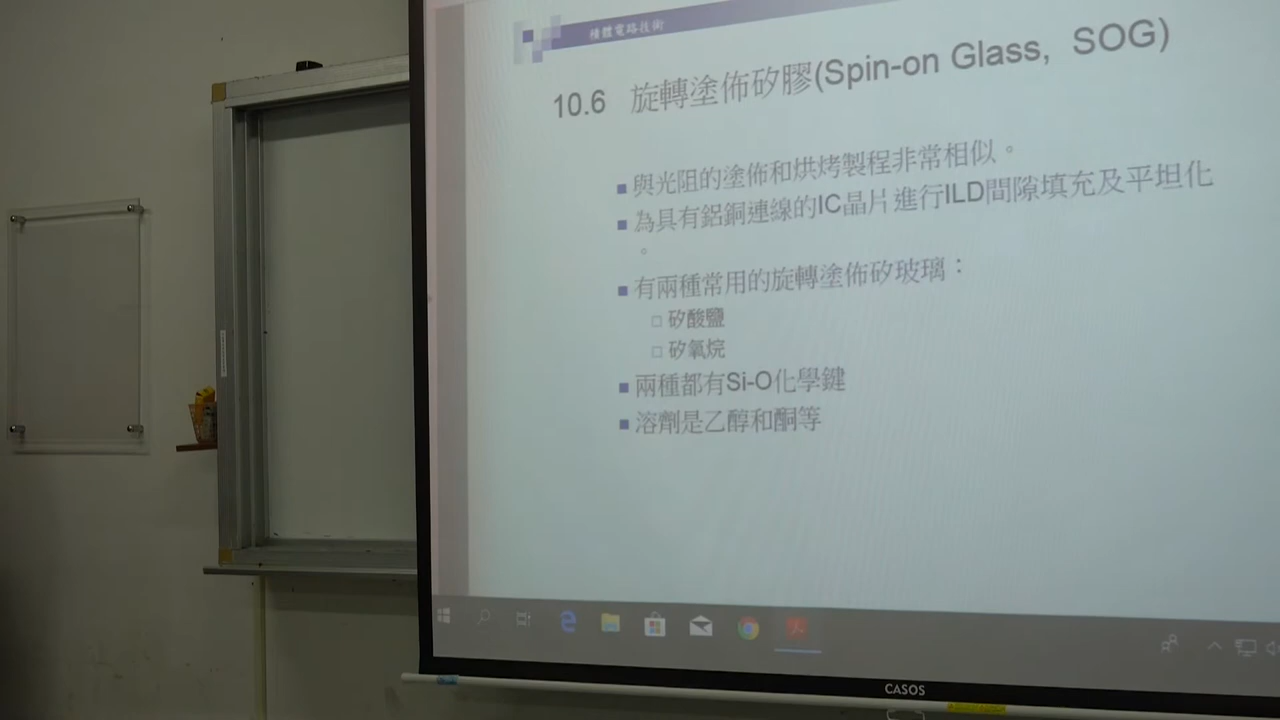 積體電路技術
10.6 旋轉塗佈矽膠(Spin-on Glass, SOG)
■ 與光阻的塗佈和烘烤製程非常相似。
■ 為具有鋁銅連線的IC晶片進行ILD間隙填充及平坦化
。
■ 有兩種常用的旋轉塗佈矽玻璃：
□ 矽酸鹽
□ 矽氧烷
■ 兩種都有Si-O化學鍵
■ 溶劑是乙醇和酮等
CASOS